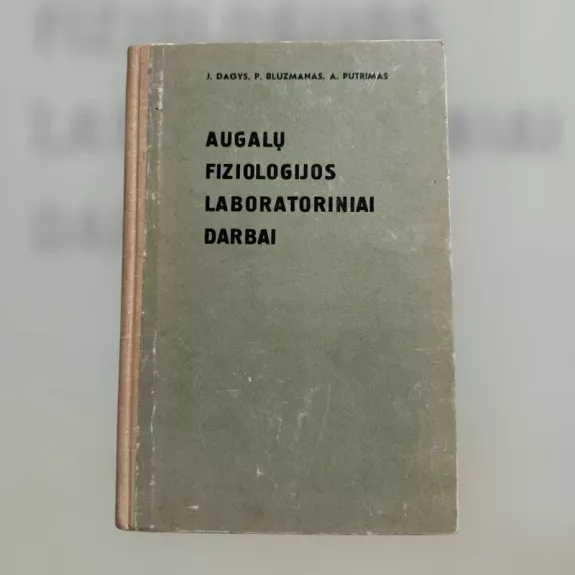 J. DAGYS, P. BLUZMANAS, A. PUTRIMAS
AUGALŲ
FIZIOLOGIJOS
LABORATORINIAI
DARBAI